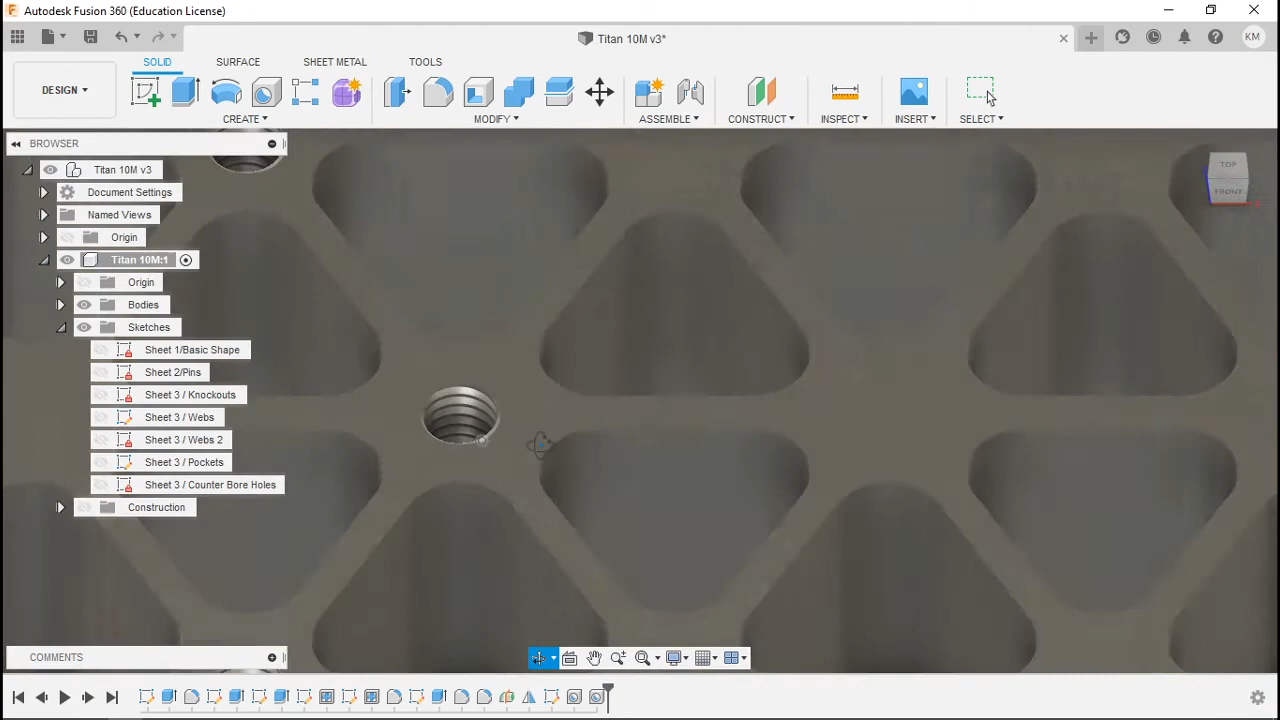 Autodesk Fusion 360 (Education License)
Titan 10M v3*
KM
SOLID SURFACE SHEET METAL TOOLS
DESIGN
CREATE MODIFY ASSEMBLE CONSTRUCT INSPECT INSERT SELECT
BROWSER
Titan 10M v3
Document Settings
Named Views
Origin
Titan 10M:1
Origin
Bodies
Sketches
Sheet 1/Basic Shape
Sheet 2/Pins
Sheet 3 / Knockouts
Sheet 3 / Webs
Sheet 3 / Webs 2
Sheet 3 / Pockets
Sheet 3 / Counter Bore Holes
Construction
TOP
FRONT
COMMENTS